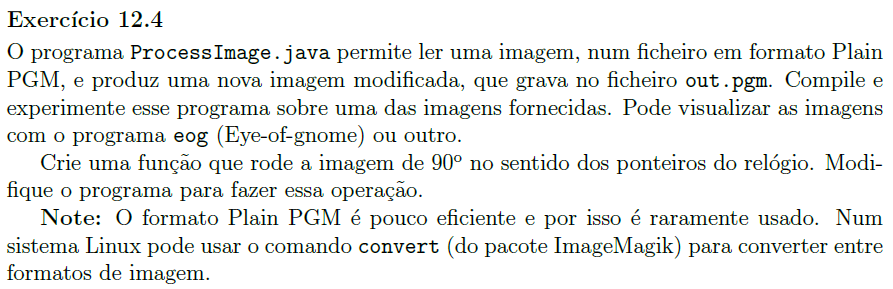 Exercício 12.4
O programa ProcessImage.java permite ler uma imagem, num ficheiro em formato Plain
PGM, e produz uma nova imagem modificada, que grava no ficheiro out.pgm. Compile e
experimente esse programa sobre uma das imagens fornecidas. Pode visualizar as imagens
com o programa eog (Eye-of-gnome) ou outro.
Crie uma função que rode a imagem de 90º no sentido dos ponteiros do relógio. Modi-
fique o programa para fazer essa operação.
Note: O formato Plain PGM é pouco eficiente e por isso é raramente usado. Num
sistema Linux pode usar o comando convert (do pacote ImageMagik) para converter entre
formatos de imagem.